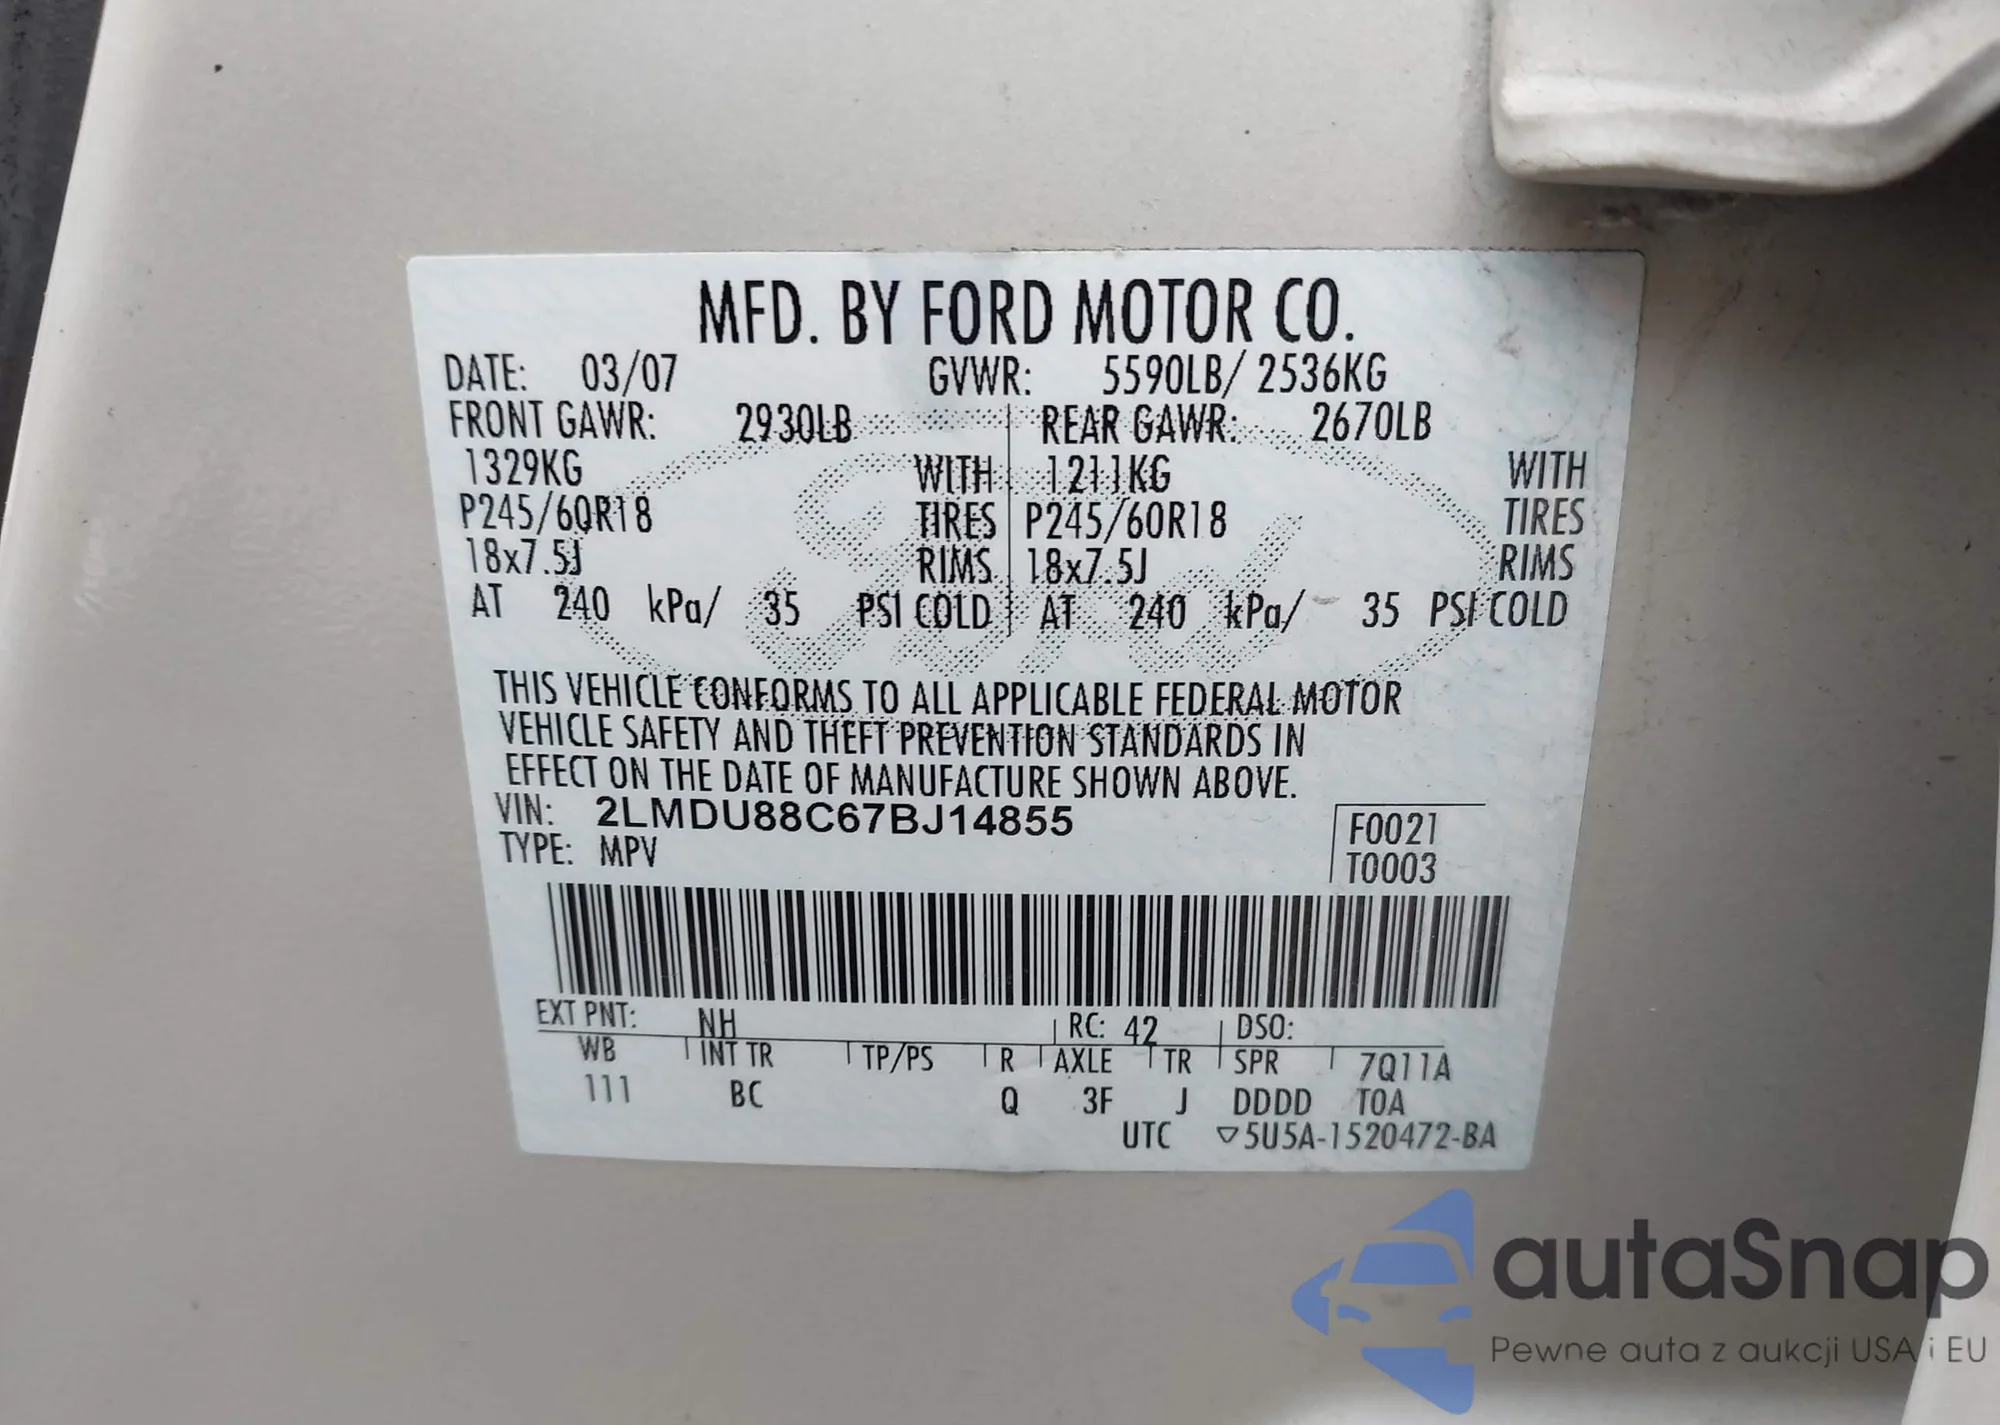 MFD. BY FORD MOTOR CO.
DATE: 03/07 GVWR: 5590LB/ 2536KG
FRONT GAWR: 2930LB REAR GAWR: 2670LB
1329KG WITH 1211KG WITH
P245/60R18 TIRES P245/60R18 TIRES
18x7.5J RIMS 18x7.5J RIMS
AT 240 kPa/ 35 PSI COLD AT 240 kPa/ 35 PSI COLD
THIS VEHICLE CONFORMS TO ALL APPLICABLE FEDERAL MOTOR
VEHICLE SAFETY AND THEFT PREVENTION STANDARDS IN
EFFECT ON THE DATE OF MANUFACTURE SHOWN ABOVE.
VIN: 2LMDU88C67BJ14855
TYPE: MPV
F0021
T0003
EXT PNT: NH RC: 42 DSO:
WB INT TR TP/PS R AXLE TR SPR 7Q11A
111 BC Q 3F J DDDD TOA
UTC ▽5U5A-1520472-BA
Ford
autaSnap
Pewne auta z aukcji USA i EU